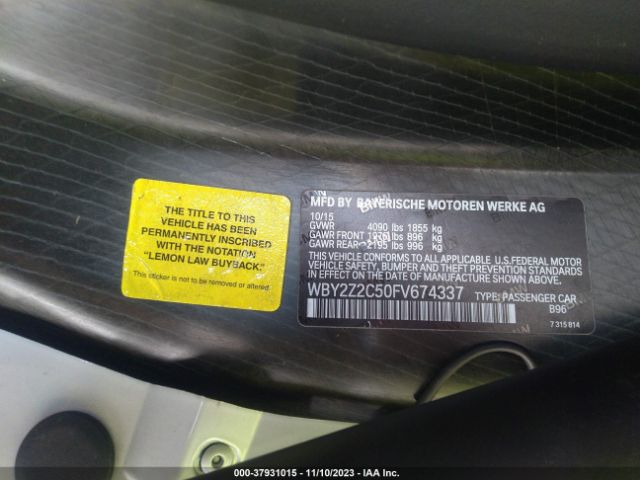 THE TITLE TO THIS
VEHICLE HAS BEEN
PERMANENTLY INSCRIBED
WITH THE NOTATION
"LEMON LAW BUYBACK."
This sticker is not to be removed or altered.
MFD BY BAYERISCHE MOTOREN WERKE AG
10/15
GVWR 4090 lbs 1855 kg
GAWR FRONT 1976 lbs 896 kg
GAWR REAR 2195 lbs 996 kg
THIS VEHICLE CONFORMS TO ALL APPLICABLE U.S.FEDERAL MOTOR
VEHICLE SAFETY, BUMPER AND THEFT PREVENTION STANDARDS IN
EFFECT ON THE DATE OF MANUFACTURE SHOWN ABOVE.
WBY2Z2C50FV674337 TYPE: PASSENGER CAR
B96
7 315 814
000-37931015 - 11/10/2023 - IAA Inc.